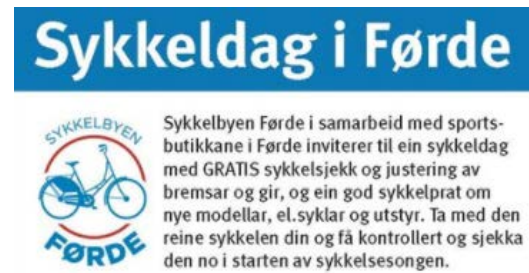 Sykkeldag i Førde
SYKKELBYEN
FØRDE
Sykkelbyen Førde i samarbeid med sports-
butikkane i Førde inviterer til ein sykkeldag
med GRATIS sykkelsjekk og justering av
bremsar og gir, og ein god sykkelprat om
nye modellar, el.syklar og utstyr. Ta med den
reine sykkelen din og få kontrollert og sjekka
den no i starten av sykkelsesongen.